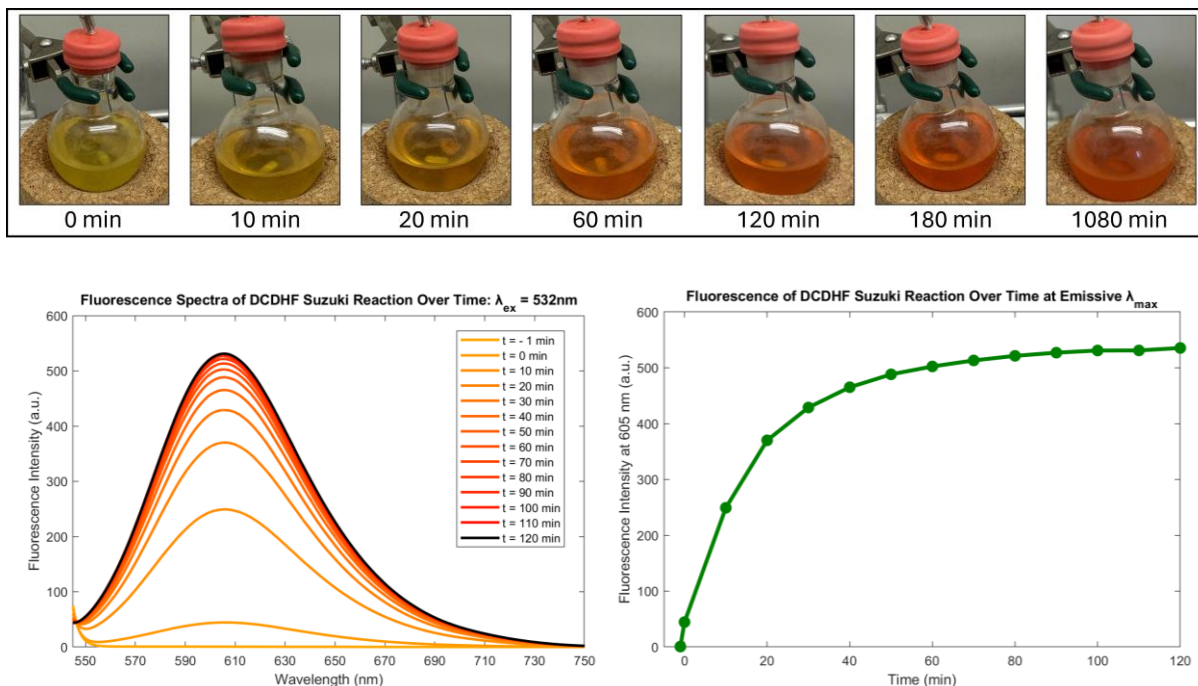 0 min
10 min
20 min
60 min
120 min
180 min
1080 min
Fluorescence Spectra of DCDHF Suzuki Reaction Over Time: λex = 532nm
600
500
400
300
200
100
0
Fluorescence Intensity (a.u.)
t = - 1 min
t = 0 min
t = 10 min
t = 20 min
t = 30 min
t = 40 min
t = 50 min
t = 60 min
t = 70 min
t = 80 min
t = 90 min
t = 100 min
t = 110 min
t = 120 min
550 570 590 610 630 650 670 690 710 730 750
Wavelength (nm)
Fluorescence of DCDHF Suzuki Reaction Over Time at Emissive λmax
600
500
400
300
200
100
0
Fluorescence Intensity at 605 nm (a.u.)
0 20 40 60 80 100 120
Time (min)